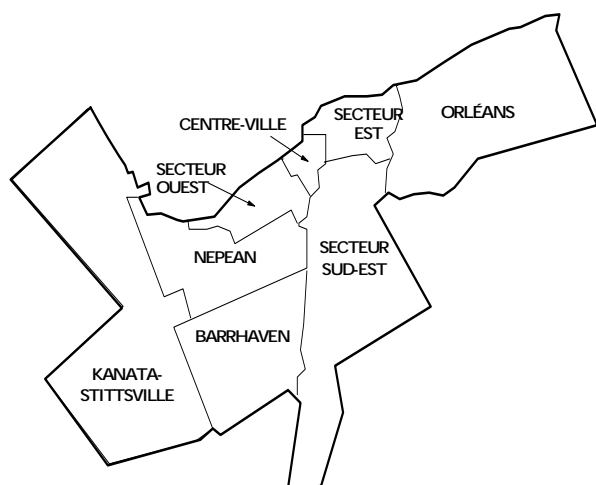 ORLÉANS
SECTEUR
EST
CENTRE-VILLE
SECTEUR
OUEST
NEPEAN
SECTEUR
SUD-EST
BARRHAVEN
KANATA-
STITTSVILLE